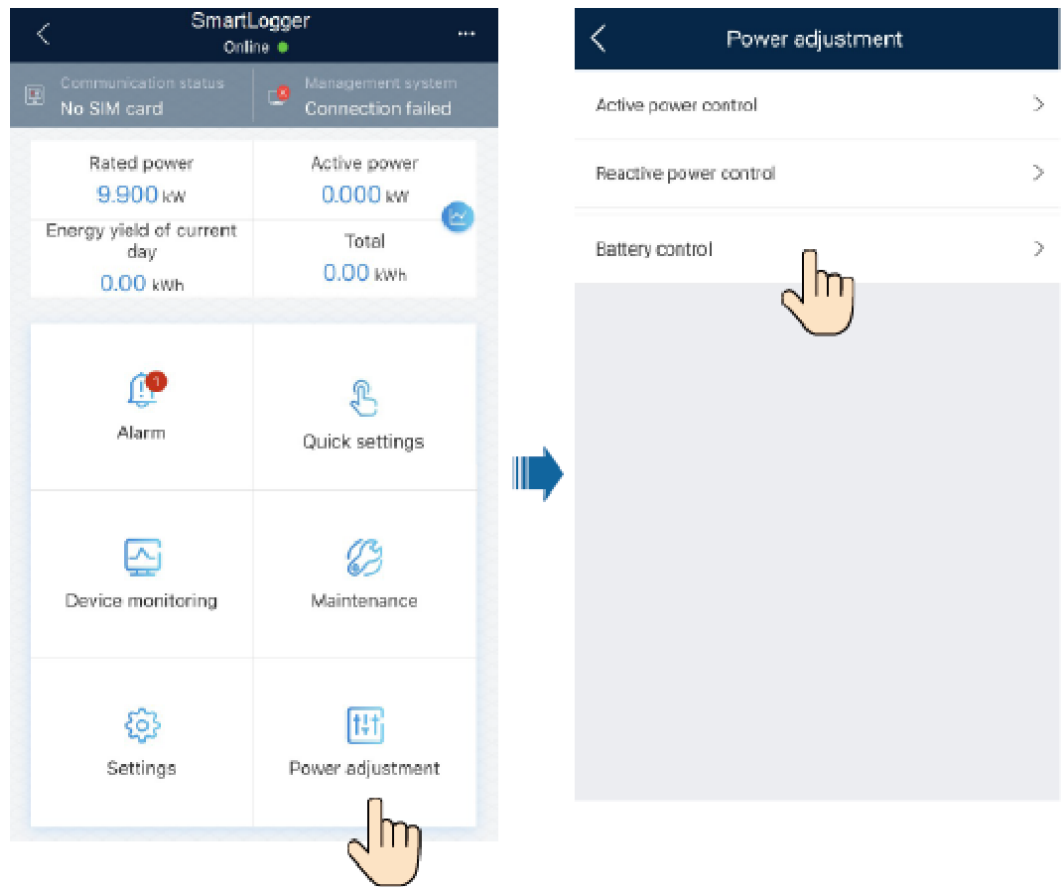 SmartLogger
Online
Communication status
No SIM card
Management system
Connection failed
Rated power
9.900 kW
Active power
0.000 kW
Energy yield of current
day
0.00 kWh
Total
0.00 kWh
1
Alarm
Quick settings
Device monitoring
Maintenance
Settings
Power adjustment
Power adjustment
Active power control
Reactive power control
Battery control